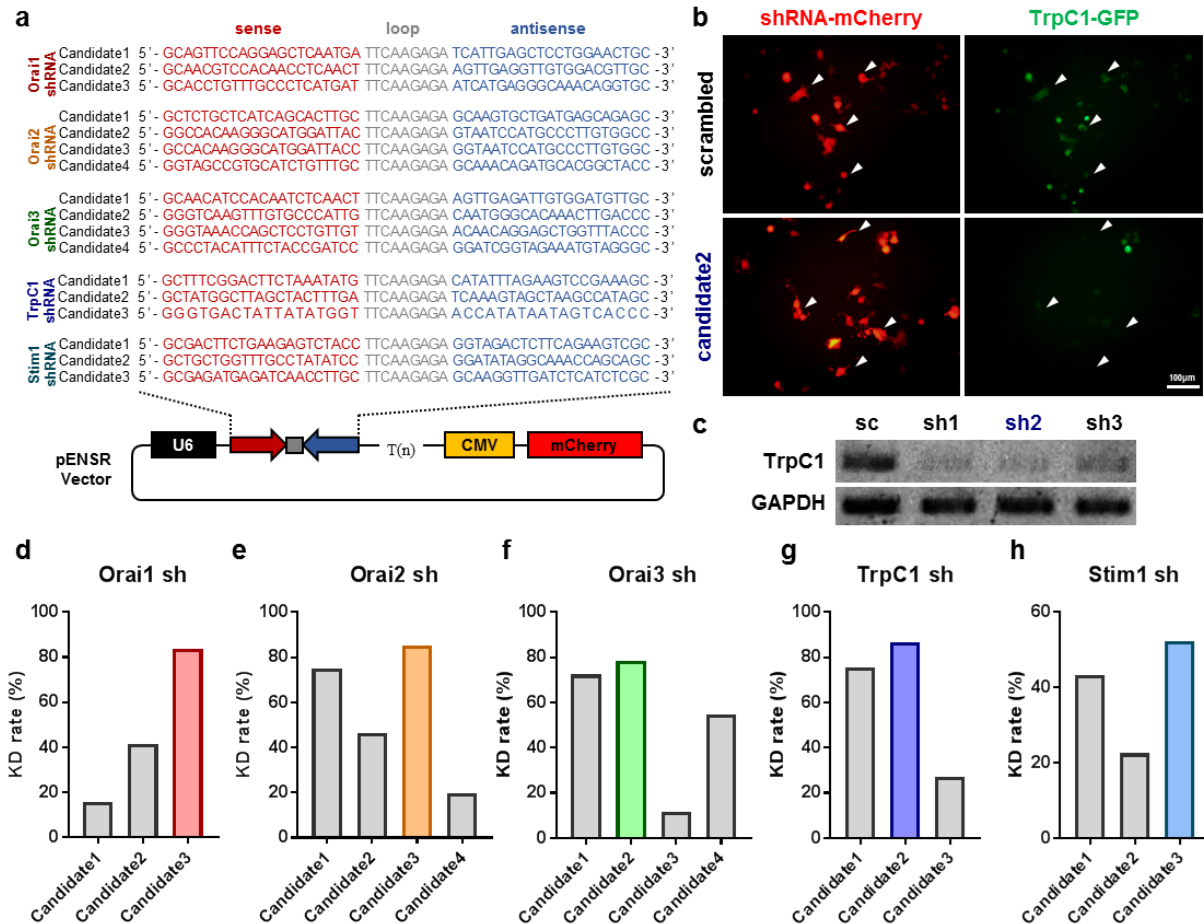 a
sense loop antisense
Orai1 shRNA
Candidate1 5'- GCAGTTCCAGGAGCTCAATGA TTCAAGAGA TCATTGAGCTCCTGGAACTGC -3'
Candidate2 5'- GCAACGTCCACAACCTCAACT TTCAAGAGA AGTTGAGGTTGTGGACGTTGC -3'
Candidate3 5'- GCACCTGTTTGCCCTCATGAT TTCAAGAGA ATCATGAGGGCAAACAGGTGC -3'
Orai2 shRNA
Candidate1 5'- GCTCTGCTCATCAGCACTTGC TTCAAGAGA GCAAGTGCTGATGAGCAGAGC -3'
Candidate2 5'- GGCCACAAGGGCATGGATTAC TTCAAGAGA GTAATCCATGCCCTTGTGGCC -3'
Candidate3 5'- GCCACAAGGGCATGGATTACC TTCAAGAGA GGTAATCCATGCCCTTGTGGC -3'
Candidate4 5'- GGTAGCCGTGCATCTGTTTGC TTCAAGAGA GCAAACAGATGCACGGCTACC -3'
Orai3 shRNA
Candidate1 5'- GCAACATCCACAATCTCAACT TTCAAGAGA AGTTGAGATTGTGGATGTTGC -3'
Candidate2 5'- GGGTCAAGTTTGTGCCCATTG TTCAAGAGA CAATGGGCACAAACTTGACCC -3'
Candidate3 5'- GGGTAAACCAGCTCCTGTTGT TTCAAGAGA ACAACAGGAGCTGGTTTACCC -3'
Candidate4 5'- GCCCTACATTTCTACCGATCC TTCAAGAGA GGATCGGTAGAAATGTAGGGC -3'
TrpC1 shRNA
Candidate1 5'- GCTTTCGGACTTCTAAATATG TTCAAGAGA CATATTTAGAAGTCCGAAAGC -3'
Candidate2 5'- GCTATGGCTTAGCTACTTTGA TTCAAGAGA TCAAAGTAGCTAAGCCATAGC -3'
Candidate3 5'- GGGTGACTATTATATGGT TTCAAGAGA ACCATATAATAGTCACCC -3'
Stim1 shRNA
Candidate1 5'- GCGACTTCTGAAGAGTCTACC TTCAAGAGA GGTAGACTCTTCAGAAGTCGC -3'
Candidate2 5'- GCTGCTGGTTTGCCTATATCC TTCAAGAGA GGATATAGGCAAACCAGCAGC -3'
Candidate3 5'- GCGAGATGAGATCAACCTTGC TTCAAGAGA GCAAGGTTGATCTCATCTCGC -3'
pENSR Vector
U6 T(n) CMV mCherry
b
shRNA-mCherry TrpC1-GFP
scrambled
candidate2
100μm
c
sc sh1 sh2 sh3
TrpC1
GAPDH
d
Orai1 sh
KD rate (%)
100
80
60
40
20
0
Candidate1
Candidate2
Candidate3
e
Orai2 sh
KD rate (%)
100
80
60
40
20
0
Candidate1
Candidate2
Candidate3
Candidate4
f
Orai3 sh
KD rate (%)
100
80
60
40
20
0
Candidate1
Candidate2
Candidate3
Candidate4
g
TrpC1 sh
KD rate (%)
100
80
60
40
20
0
Candidate1
Candidate2
Candidate3
h
Stim1 sh
KD rate (%)
60
40
20
0
Candidate1
Candidate2
Candidate3